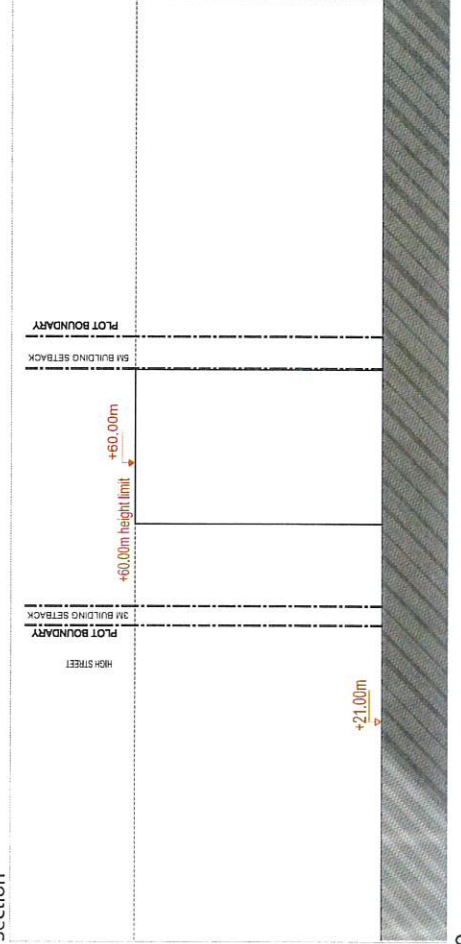 Section
PLOT BOUNDARY
5M BUILDING SETBACK
+60.00m
+60.00m height limit
3M BUILDING SETBACK
PLOT BOUNDARY
HIGH STREET
+21.00m